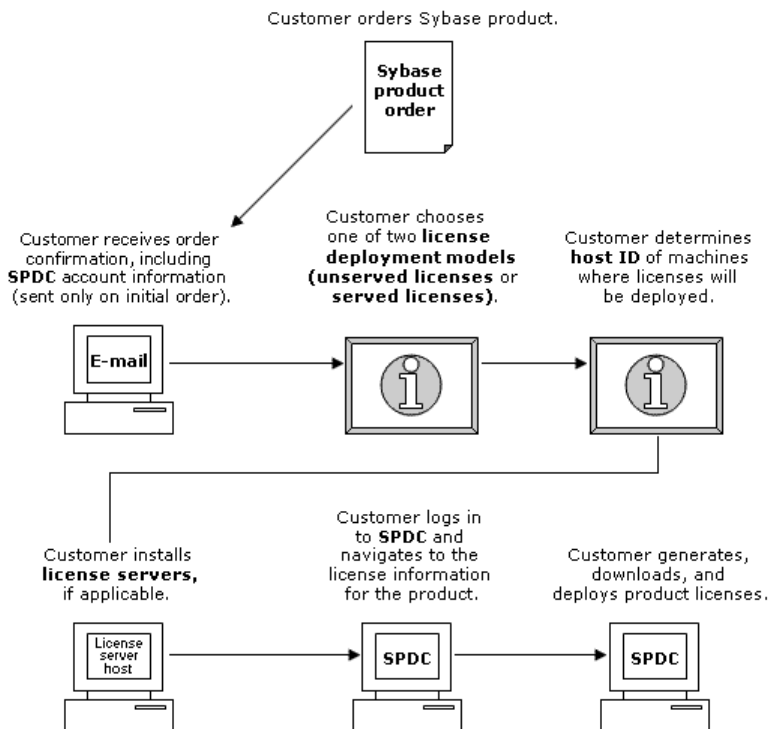 Customer orders Sybase product.
Sybase
product
order
Customer receives order
confirmation, including
SPDC account information
(sent only on initial order).
Customer chooses
one of two license
deployment models
(unserved licenses or
served licenses).
Customer determines
host ID of machines
where licenses will
be deployed.
E-mail
Customer installs
license servers,
if applicable.
Customer logs in
to SPDC and
navigates to the
license information
for the product.
Customer generates,
downloads, and
deploys product licenses.
License
server
host
SPDC
SPDC